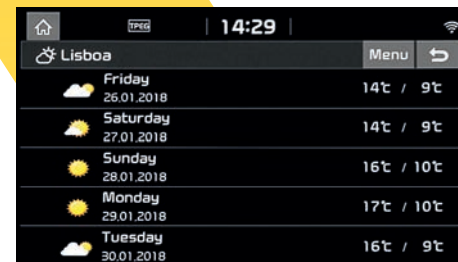 TPEG 14:29
Lisboa Menu
Friday
26.01.2018
14℃ / 9℃
Saturday
27.01.2018
14℃ / 9℃
Sunday
28.01.2018
16℃ / 10℃
Monday
29.01.2018
17℃ / 10℃
Tuesday
30.01.2018
16℃ / 9℃